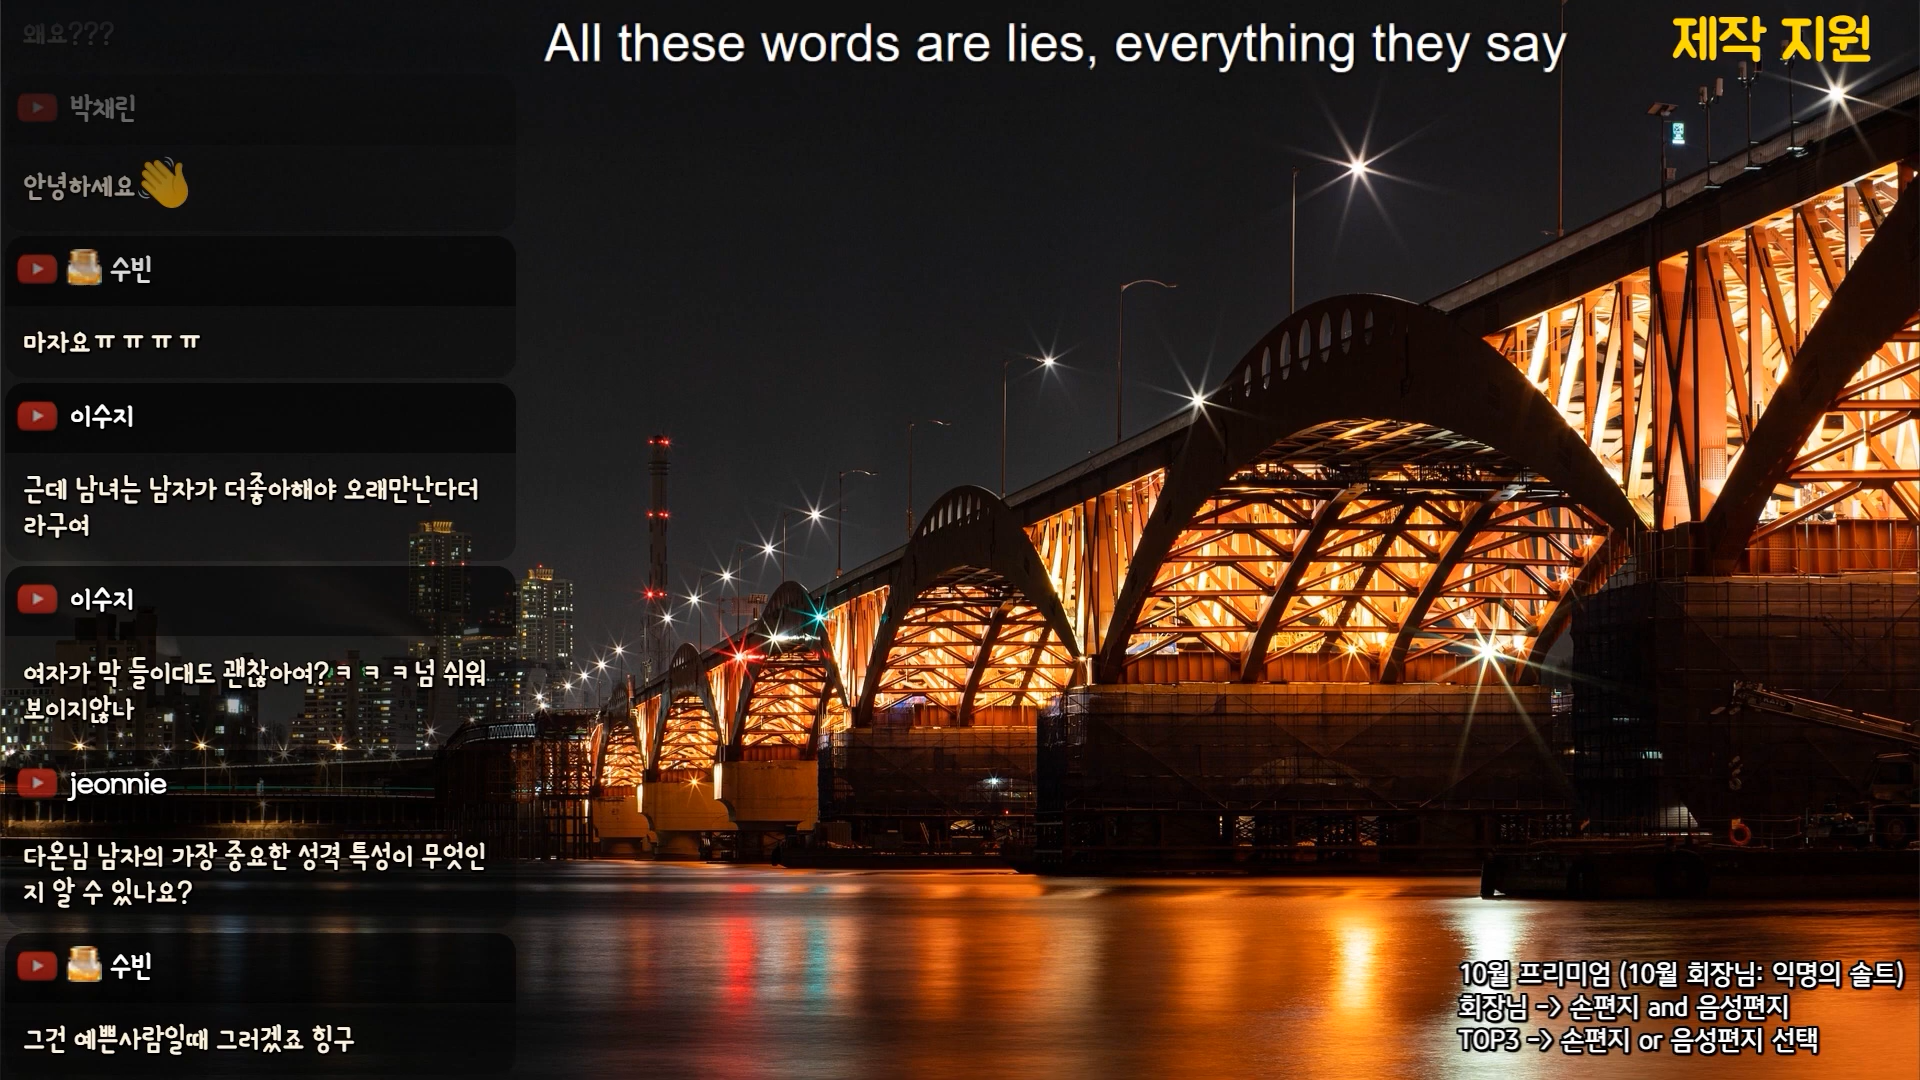 All these words are lies, everything they say
제작 지원
왜요???
박채린
안녕하세요👋
수빈
마자요ㅠㅠㅠㅠ
이수지
근데 남녀는 남자가 더좋아해야 오래만난다더
라구여
이수지
여자가 막 들이대도 괜찮아여?ㅋㅋㅋ넘 쉬워
보이지않나
jeonnie
다온님 남자의 가장 중요한 성격 특성이 무엇인
지 알 수 있나요?
수빈
그건 예쁜사람일때 그러겠죠 힝구
10월 프리미엄 (10월 회장님: 익명의 솔트)
회장님 -> 손편지 and 음성편지
TOP3 -> 손편지 or 음성편지 선택